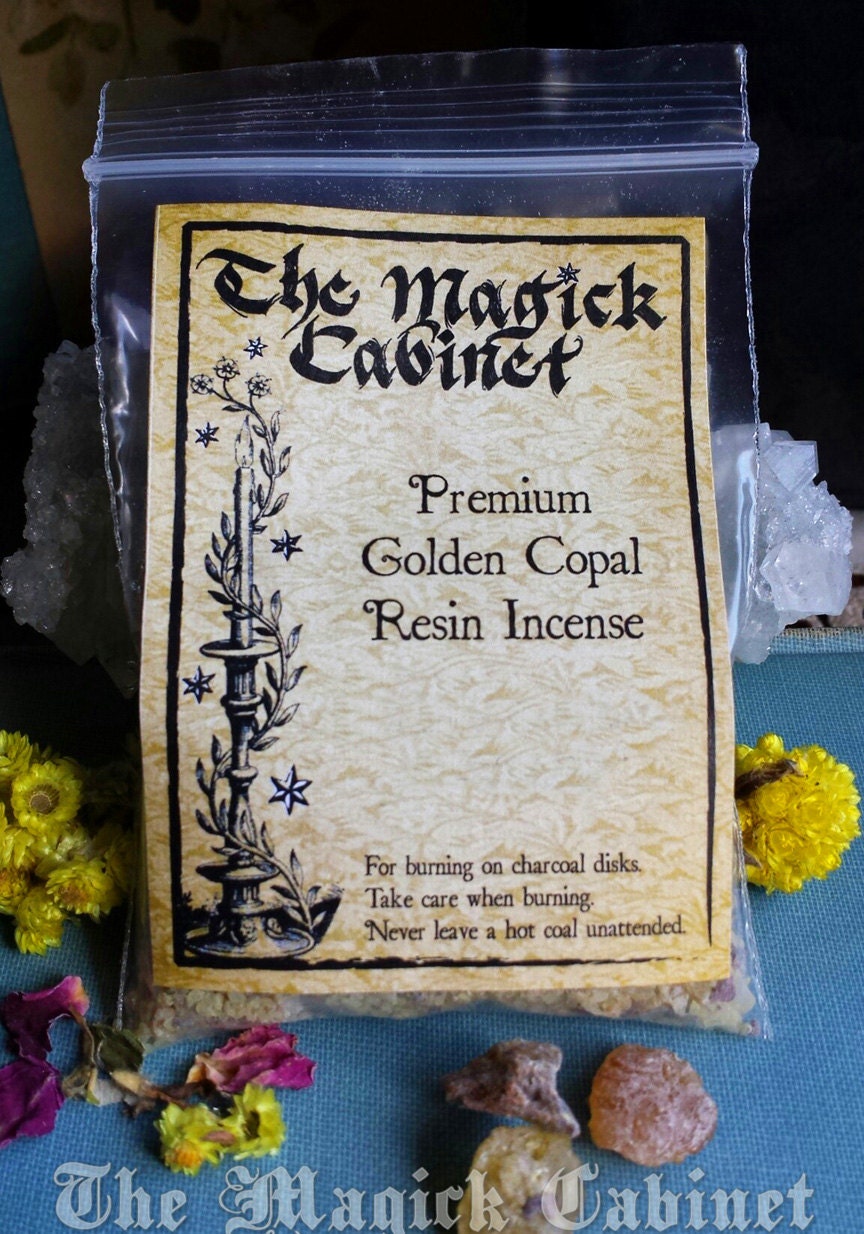 The Magick
Cabinet
Premium
Golden Copal
Resin Incense
For burning on charcoal disks.
Take care when burning.
Never leave a hot coal unattended.
The Magick Cabinet